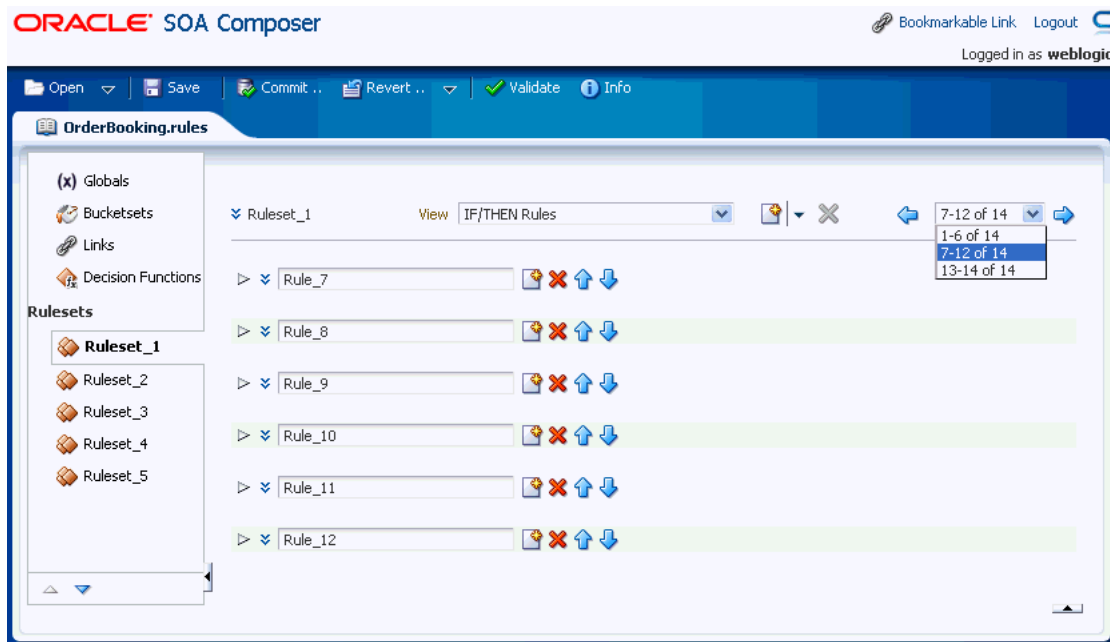 ORACLE SOA Composer
Bookmarkable Link Logout
Logged in as weblogic
Open Save Commit .. Revert .. Validate Info
OrderBooking.rules
(x) Globals
Bucketsets
Links
Decision Functions
Rulesets
Ruleset_1
Ruleset_2
Ruleset_3
Ruleset_4
Ruleset_5
Ruleset_1 View IF/THEN Rules 7-12 of 14
1-6 of 14
7-12 of 14
13-14 of 14
Rule_7
Rule_8
Rule_9
Rule_10
Rule_11
Rule_12